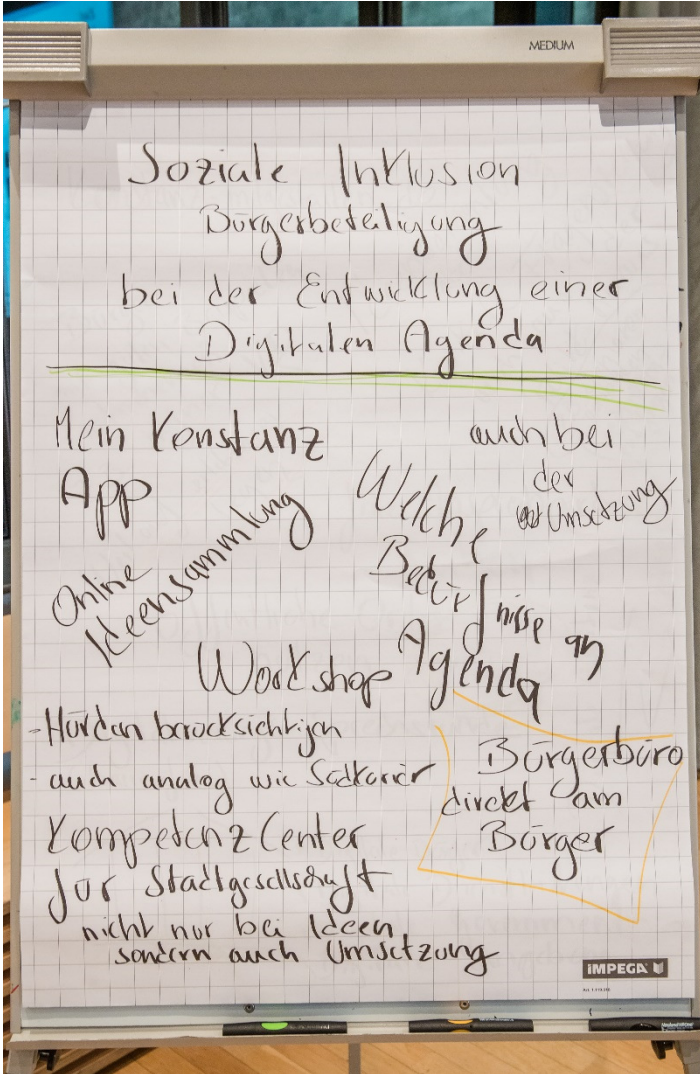 MEDIUM
Soziale Inklusion
Bürgerbeteiligung
bei der Entwicklung einer
Digitalen Agenda
Mein Konstanz
App
auch bei
der
Umsetzung
Online
Ideensammlung
Welche
Bedürfnisse an
Agenda
Workshop
- Hürden berücksichtigen
- auch analog wie Südkurier
Kompetenz Center
für Stadtgesellschaft
nicht nur bei Ideen
sondern auch Umsetzung
Bürgerbüro
direkt am
Bürger
IMPEGA